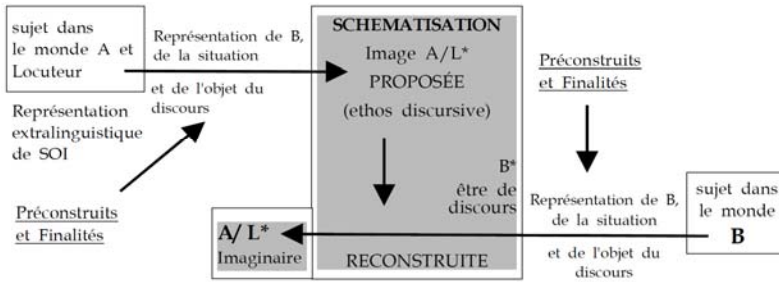 sujet dans
le monde A et
Locuteur
Représentation de B,
de la situation
et de l'objet du
discours
Représentation
extralinguistique
de SOI
Préconstruits
et Finalités
SCHEMATISATION
Image A/L*
PROPOSÉE
(ethos discursive)
B*
être de
discours
RECONSTRUITE
A/ L*
Imaginaire
Préconstruits
et Finalités
Représentation de B,
de la situation
et de l'objet du
discours
sujet dans
le monde
B